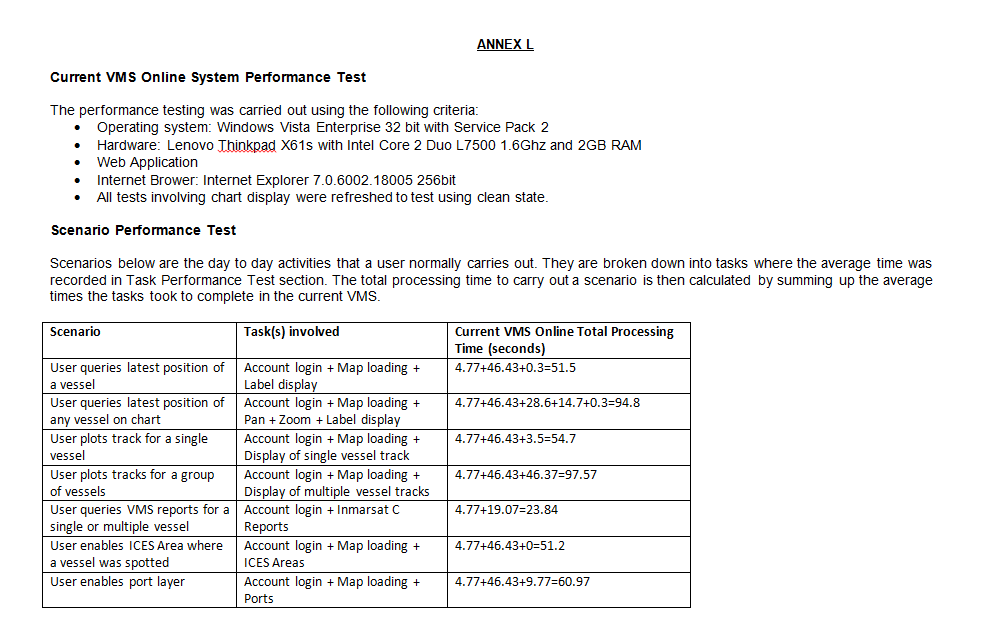 ANNEX L
Current VMS Online System Performance Test
The performance testing was carried out using the following criteria:
• Operating system: Windows Vista Enterprise 32 bit with Service Pack 2
• Hardware: Lenovo Thinkpad X61s with Intel Core 2 Duo L7500 1.6Ghz and 2GB RAM
• Web Application
• Internet Brower: Internet Explorer 7.0.6002.18005 256bit
• All tests involving chart display were refreshed to test using clean state.
Scenario Performance Test
Scenarios below are the day to day activities that a user normally carries out. They are broken down into tasks where the average time was
recorded in Task Performance Test section. The total processing time to carry out a scenario is then calculated by summing up the average
times the tasks took to complete in the current VMS.
Scenario
Task(s) involved
Current VMS Online Total Processing
Time (seconds)
User queries latest position of
a vessel
Account login + Map loading +
Label display
4.77+46.43+0.3=51.5
User queries latest position of
any vessel on chart
Account login + Map loading +
Pan + Zoom + Label display
4.77+46.43+28.6+14.7+0.3=94.8
User plots track for a single
vessel
Account login + Map loading +
Display of single vessel track
4.77+46.43+3.5=54.7
User plots tracks for a group
of vessels
Account login + Map loading +
Display of multiple vessel tracks
4.77+46.43+46.37=97.57
User queries VMS reports for a
single or multiple vessel
Account login + Inmarsat C
Reports
4.77+19.07=23.84
User enables ICES Area where
a vessel was spotted
Account login + Map loading +
ICES Areas
4.77+46.43+0=51.2
User enables port layer
Account login + Map loading +
Ports
4.77+46.43+9.77=60.97